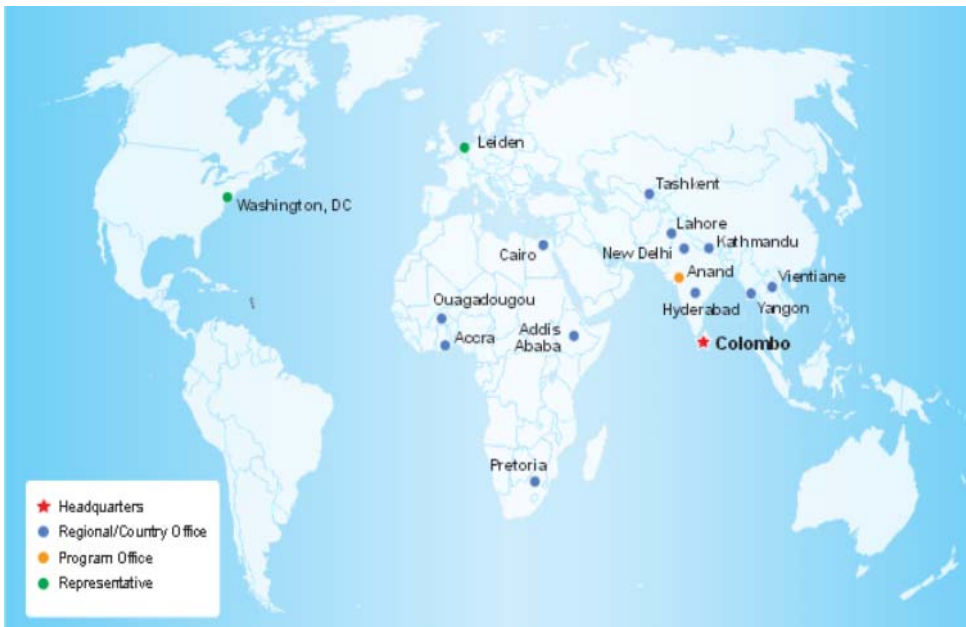 Leiden
Washington, DC
Tashkent
Lahore
Cairo
New Delhi
Kathmandu
Anand
Vientiane
Ouagadougou
Hyderabad
Yangon
Accra
Addis
Ababa
Colombo
Pretoria
Headquarters
Regional/Country Office
Program Office
Representative